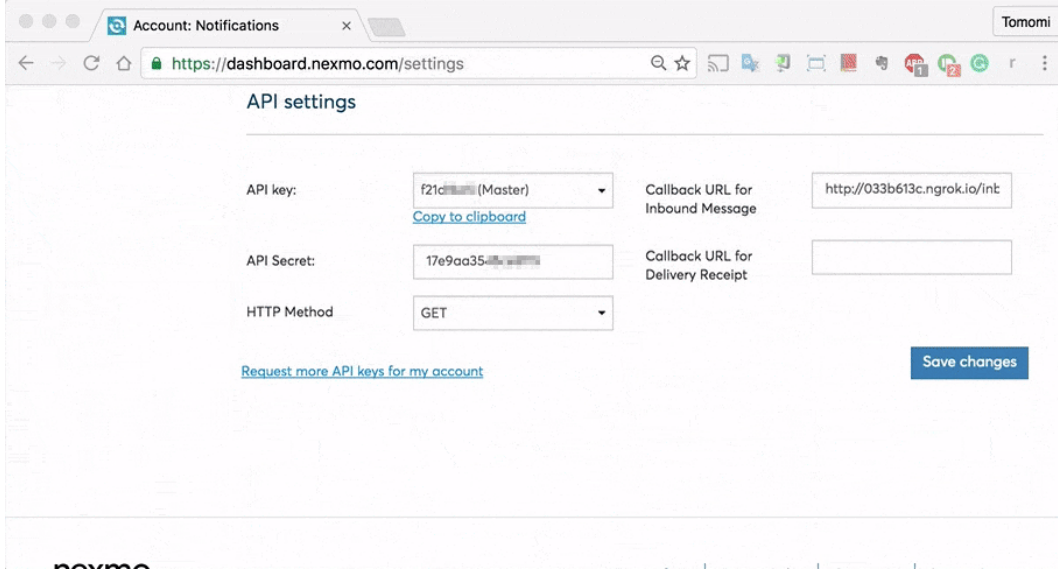 Account: Notifications
Tomomi
https://dashboard.nexmo.com/settings
API settings
API key:
(Master)
Copy to clipboard
Callback URL for
Inbound Message
http://033b613c.ngrok.io/int
API Secret:
Callback URL for
Delivery Receipt
HTTP Method
GET
Request more API keys for my account
Save changes
nexmo